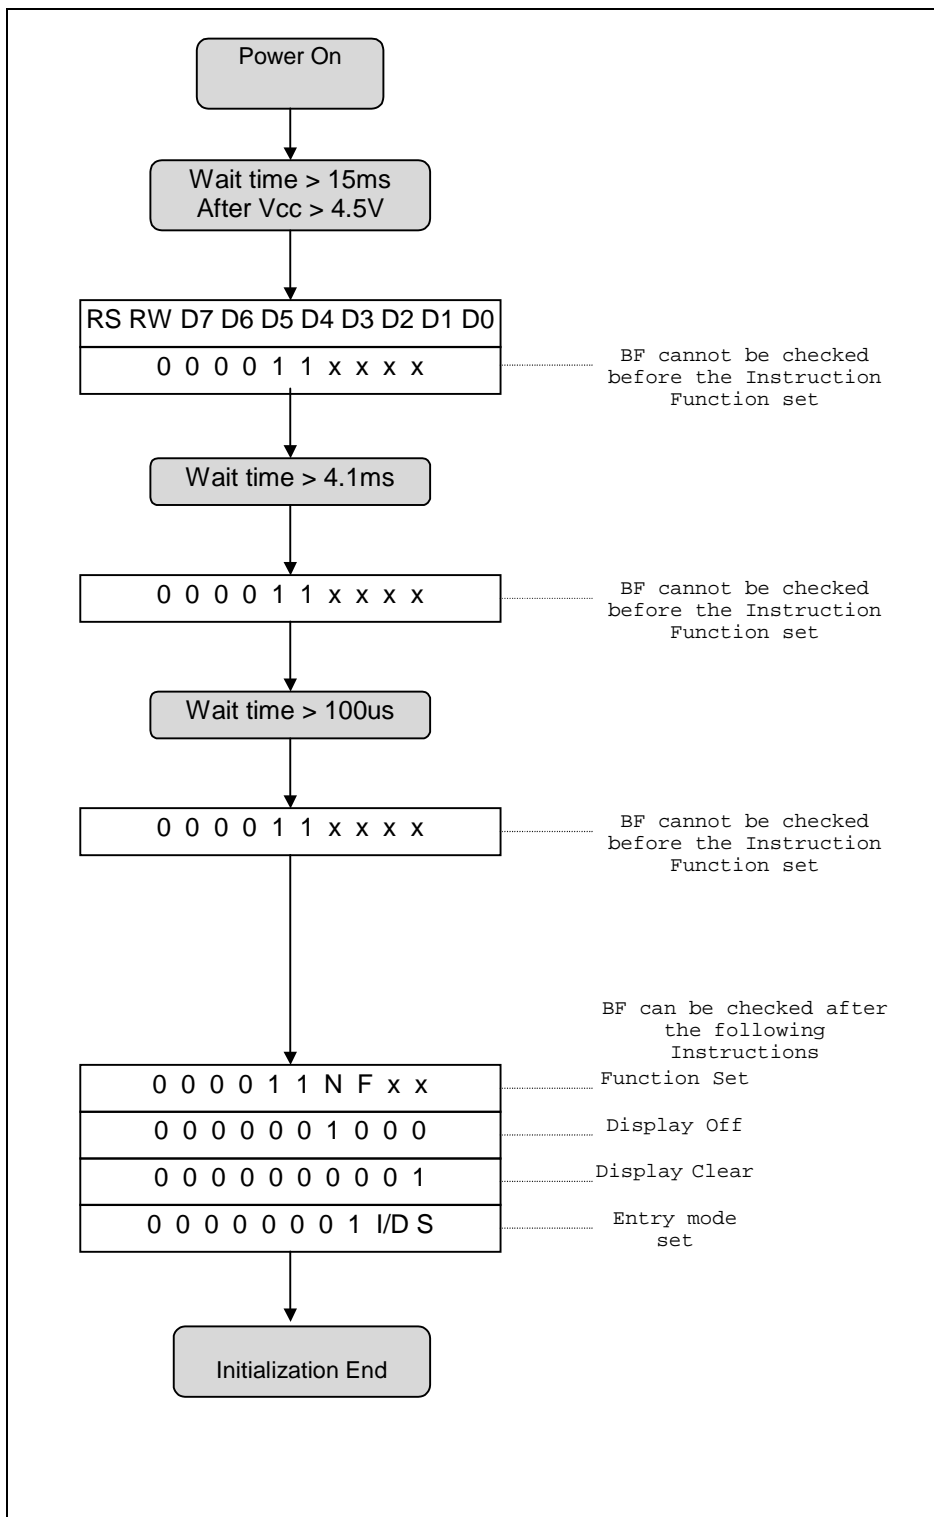 Power On
Wait time > 15ms
After Vcc > 4.5V
RS RW D7 D6 D5 D4 D3 D2 D1 D0
0 0 0 0 1 1 x x x x
BF cannot be checked
before the Instruction
Function set
Wait time > 4.1ms
0 0 0 0 1 1 x x x x
BF cannot be checked
before the Instruction
Function set
Wait time > 100us
0 0 0 0 1 1 x x x x
BF cannot be checked
before the Instruction
Function set
BF can be checked after
the following
Instructions
0 0 0 0 1 1 N F x x
Function Set
0 0 0 0 0 0 1 0 0 0
Display Off
0 0 0 0 0 0 0 0 0 1
Display Clear
0 0 0 0 0 0 0 1 I/D S
Entry mode
set
Initialization End